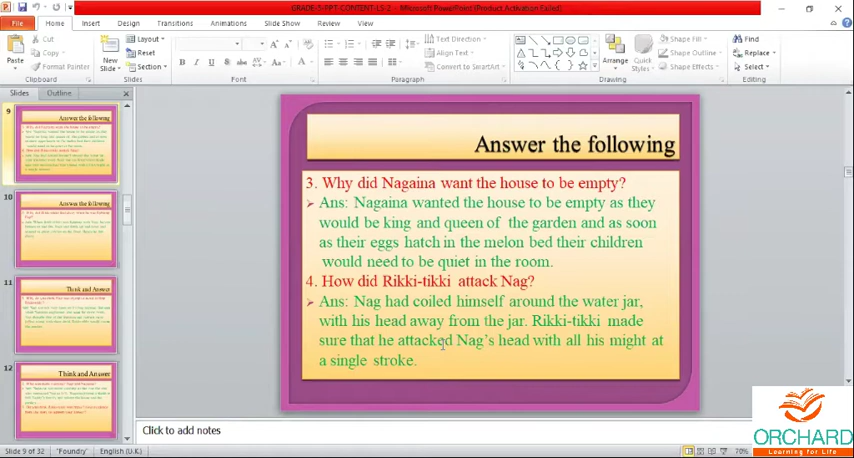 GRADE-5-PPT-CONTENT-LS-2 - Microsoft PowerPoint (Product Activation Failed)
File Home Insert Design Transitions Animations Slide Show Review View
Cut
Copy
Format Painter
Paste
Clipboard
New
Slide
Layout
Reset
Section
Slides
Font
Text Direction
Align Text
Convert to SmartArt
Paragraph
Arrange
Quick
Styles
Shape Fill
Shape Outline
Shape Effects
Drawing
Find
Replace
Select
Editing
Slides Outline
9
Answer the following
10
Answer the following
11
Think and Answer
12
Think and Answer
Answer the following
3. Why did Nagaina want the house to be empty?
Ans: Nagaina wanted the house to be empty as they
would be king and queen of the garden and as soon
as their eggs hatch in the melon bed their children
would need to be quiet in the room.
4. How did Rikki-tikki attack Nag?
Ans: Nag had coiled himself around the water jar,
with his head away from the jar. Rikki-tikki made
sure that he attacked Nag's head with all his might at
a single stroke.
Click to add notes
Slide 9 of 32 "Foundry" English (U.K.) 70%
ORCHARD
Learning for Life